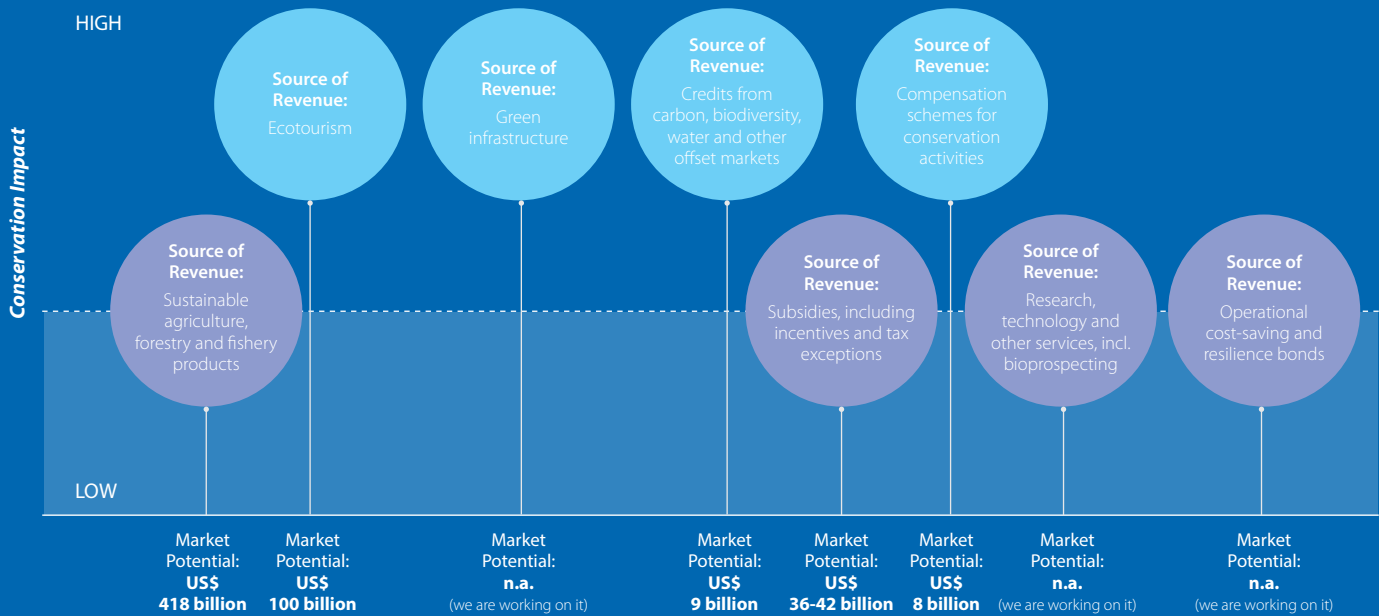 HIGH
Conservation Impact
Source of
Revenue:
Ecotourism
Source of
Revenue:
Green
infrastructure
Source of
Revenue:
Credits from
carbon, biodiversity,
water and other
offset markets
Source of
Revenue:
Compensation
schemes for
conservation
activities
Source of
Revenue:
Sustainable
agriculture,
forestry and fishery
products
Source of
Revenue:
Subsidies, including
incentives and tax
exceptions
Source of
Revenue:
Research,
technology and
other services, incl.
bioprospecting
Source of
Revenue:
Operational
cost-saving and
resilience bonds
LOW
Market
Potential:
US$
418 billion
Market
Potential:
US$
100 billion
Market
Potential:
n.a.
(we are working on it)
Market
Potential:
US$
9 billion
Market
Potential:
US$
36-42 billion
Market
Potential:
US$
8 billion
Market
Potential:
n.a.
(we are working on it)
Market
Potential:
n.a.
(we are working on it)